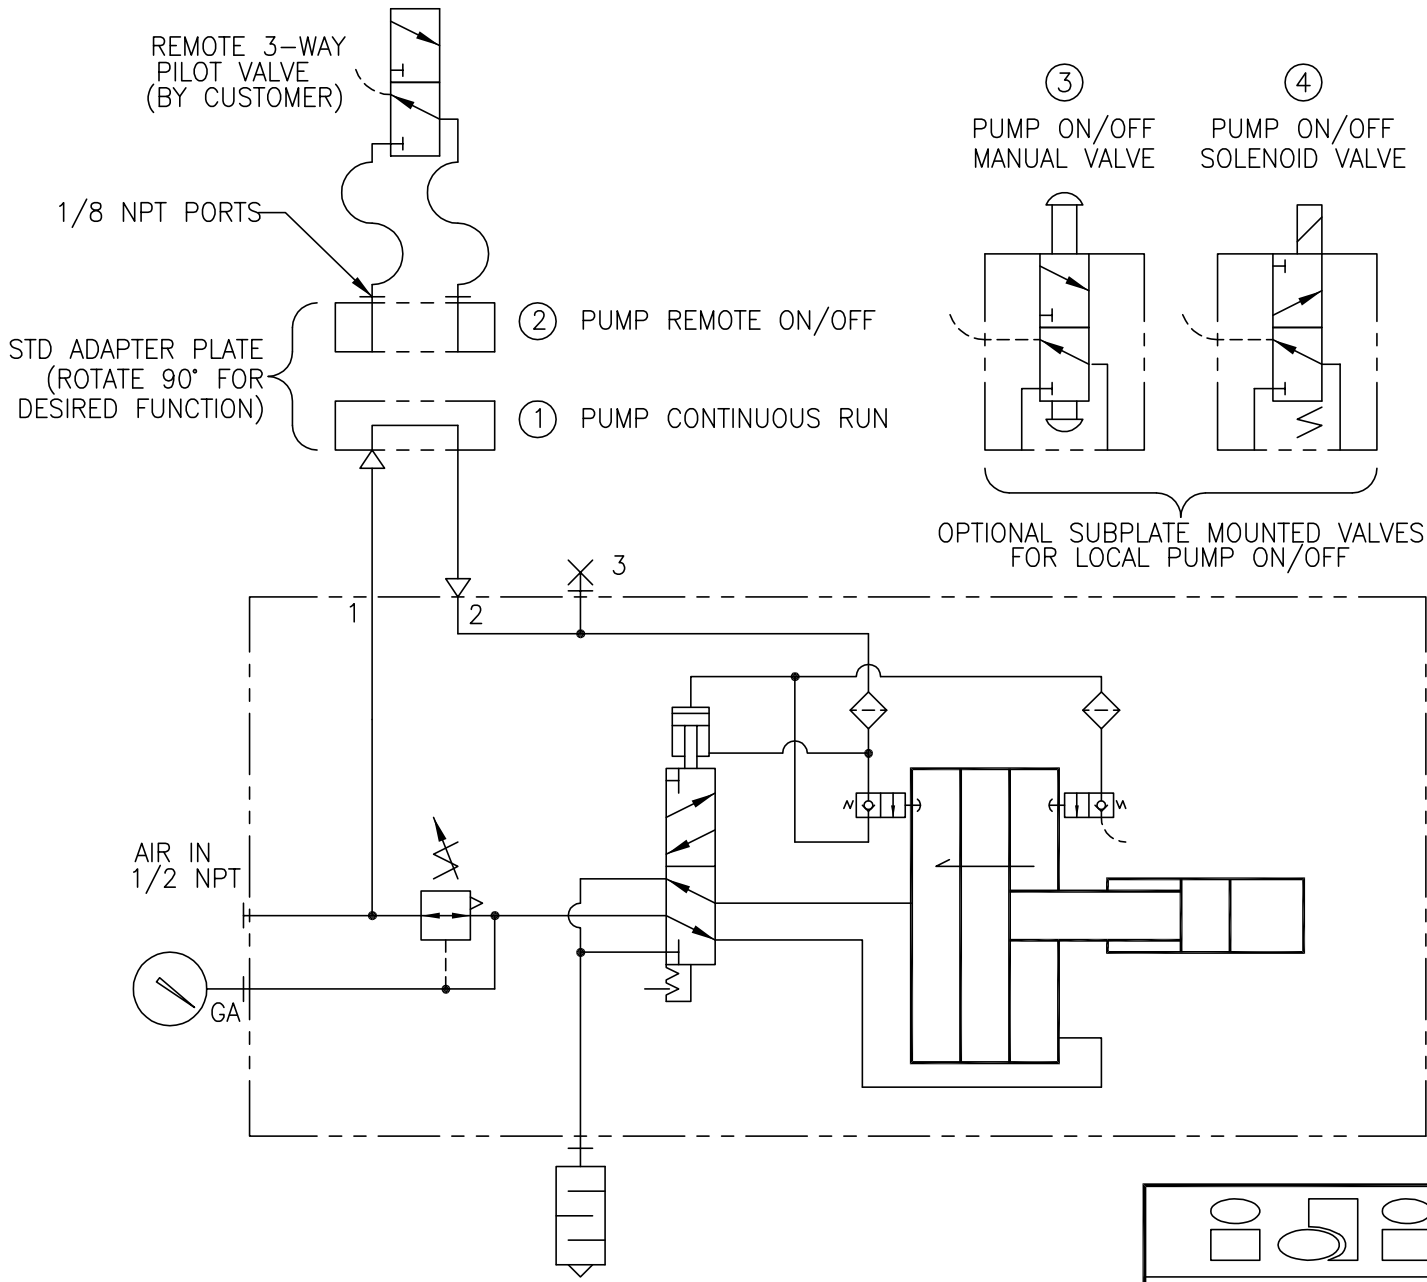 REMOTE 3-WAY
PILOT VALVE
(BY CUSTOMER)
3
4
PUMP ON/OFF
MANUAL VALVE
PUMP ON/OFF
SOLENOID VALVE
1/8 NPT PORTS
2 PUMP REMOTE ON/OFF
STD ADAPTER PLATE
(ROTATE 90° FOR
DESIRED FUNCTION)
1 PUMP CONTINUOUS RUN
OPTIONAL SUBPLATE MOUNTED VALVES
FOR LOCAL PUMP ON/OFF
3
1
2
AIR IN
1/2 NPT
GA